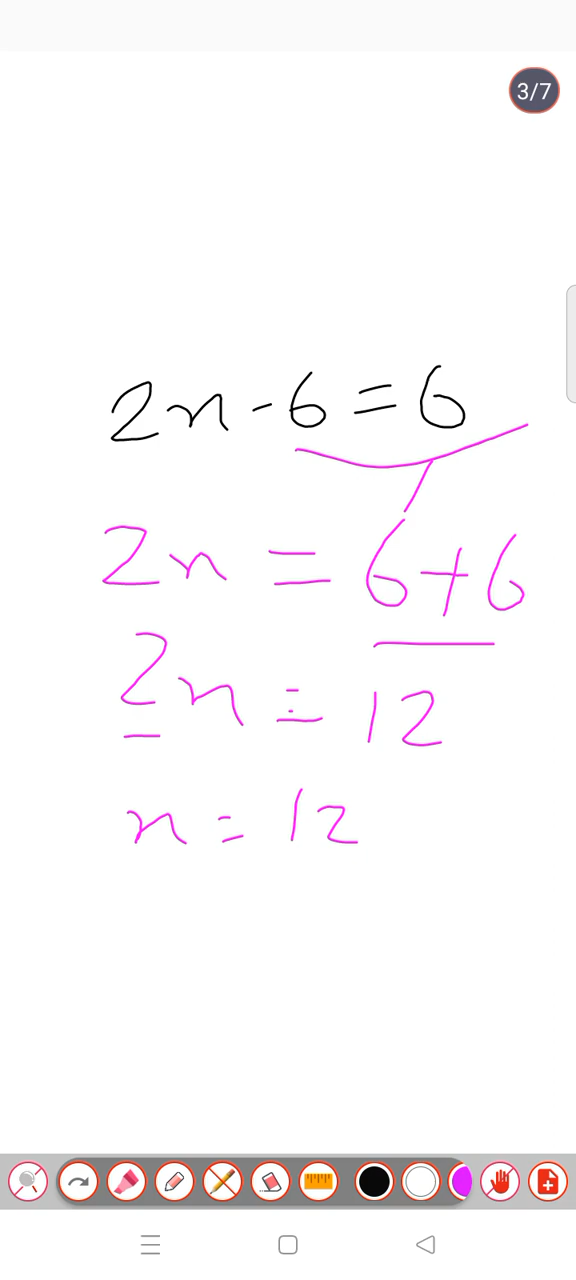 3/7
2n-6=6
2n = 6+6
2n = 12
n = 12